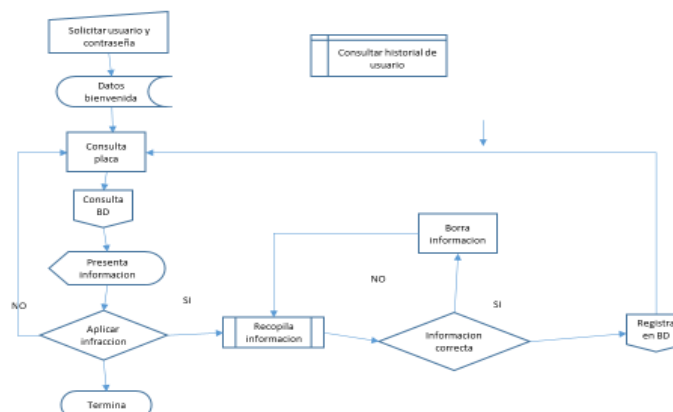 Solicitar usuario y
contraseña
Consultar historial de
usuario
Datos
bienvenida
Consulta
placa
Consulta
BD
Borra
informacion
Presenta
informacion
NO
SI
NO
SI
Aplicar
infraccion
Recopila
informacion
Informacion
correcta
Registra
en BD
Termina